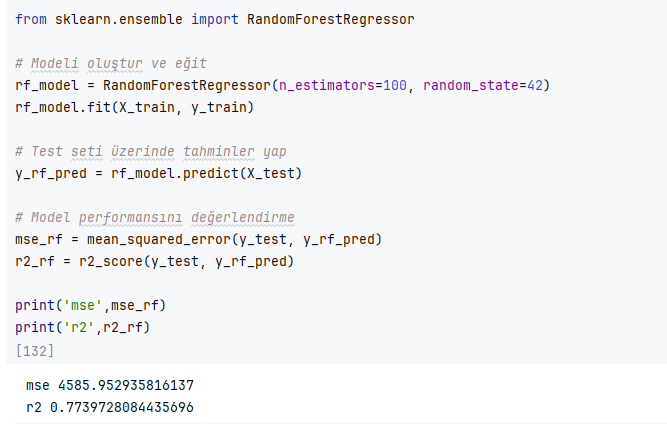 from sklearn.ensemble import RandomForestRegressor
# Modeli oluştur ve eğit
rf_model = RandomForestRegressor(n_estimators=100, random_state=42)
rf_model.fit(X_train, y_train)
# Test seti üzerinde tahminler yap
y_rf_pred = rf_model.predict(X_test)
# Model performansını değerlendirme
mse_rf = mean_squared_error(y_test, y_rf_pred)
r2_rf = r2_score(y_test, y_rf_pred)
print('mse',mse_rf)
print('r2',r2_rf)
[132]
mse 4585.952935816137
r2 0.7739728084435696